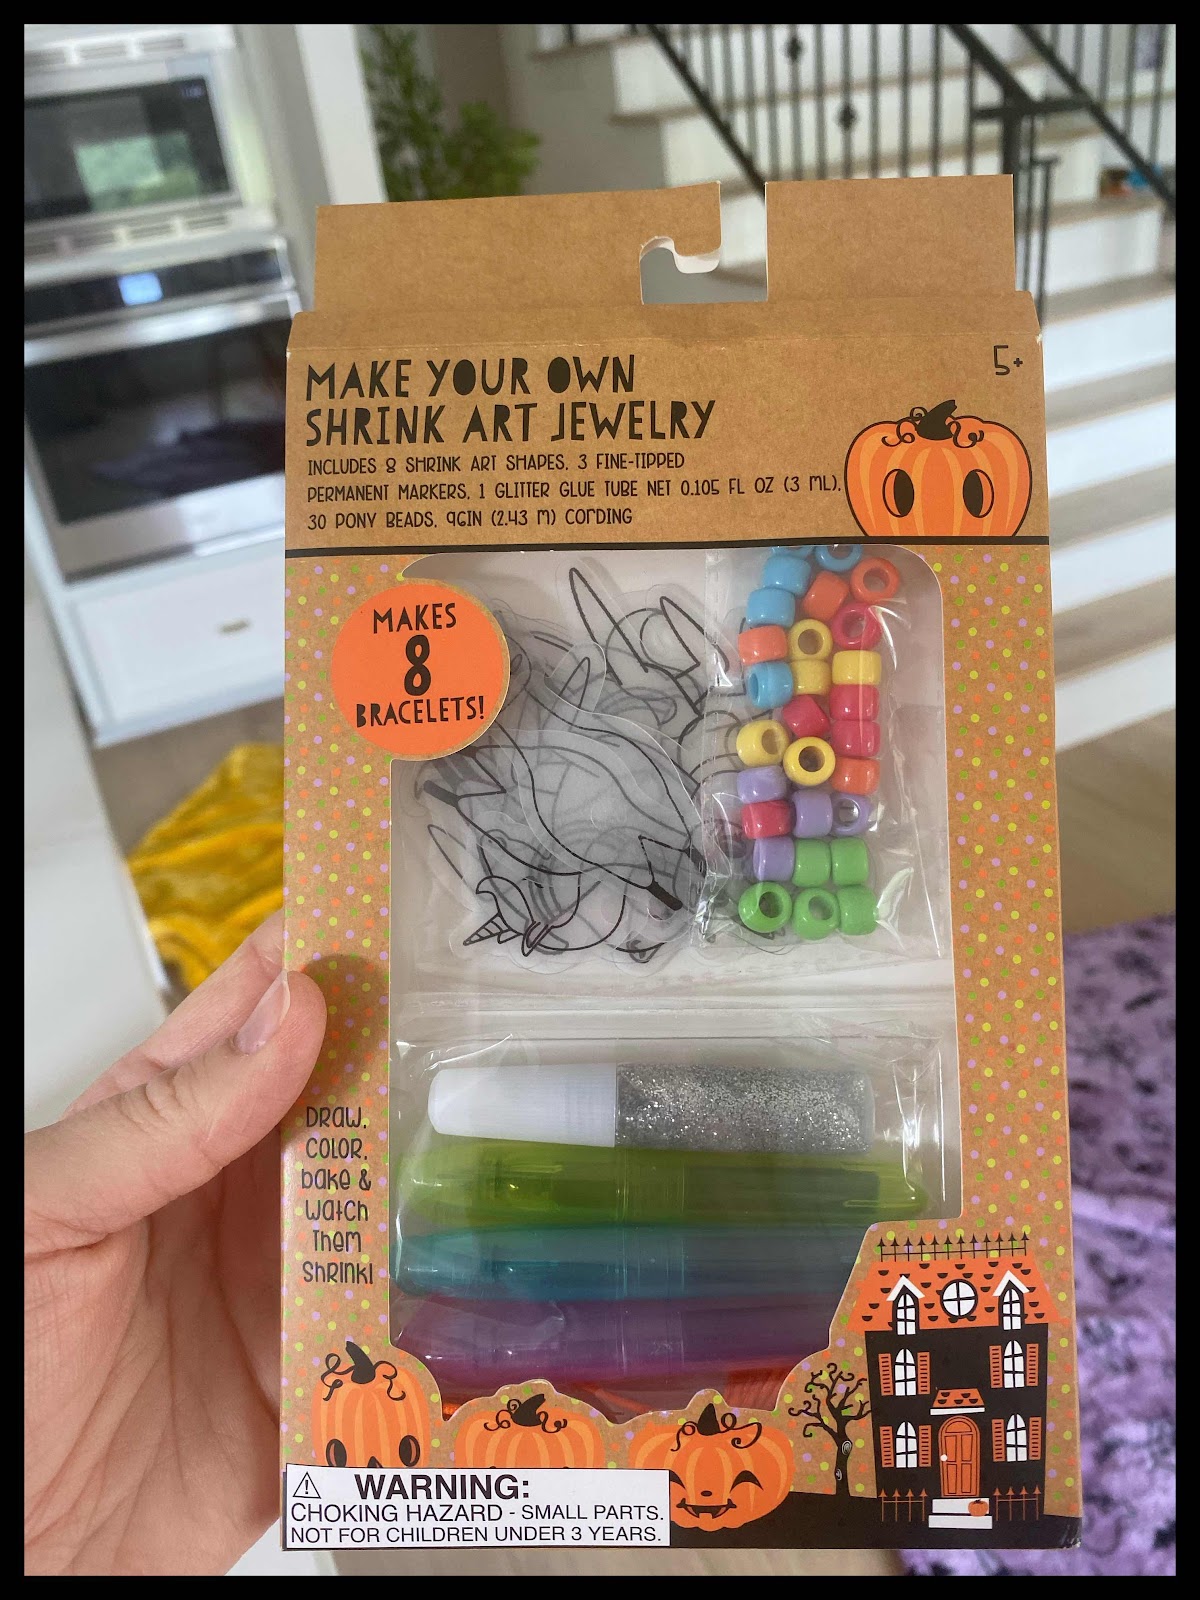 MAKE YOUR OWN
SHRINK ART JEWELRY
5+
INCLUDES 8 SHRINK ART SHAPES, 3 FINE-TIPPED
PERMANENT MARKERS, 1 GLITTER GLUE TUBE NET 0.105 FL OZ (3 ML),
30 PONY BEADS, 96IN (2.43 M) CORDING
MAKES
8
BRACELETS!
DRAW,
COLOR,
bake &
watch
them
shrink!
WARNING:
CHOKING HAZARD - SMALL PARTS.
NOT FOR CHILDREN UNDER 3 YEARS.